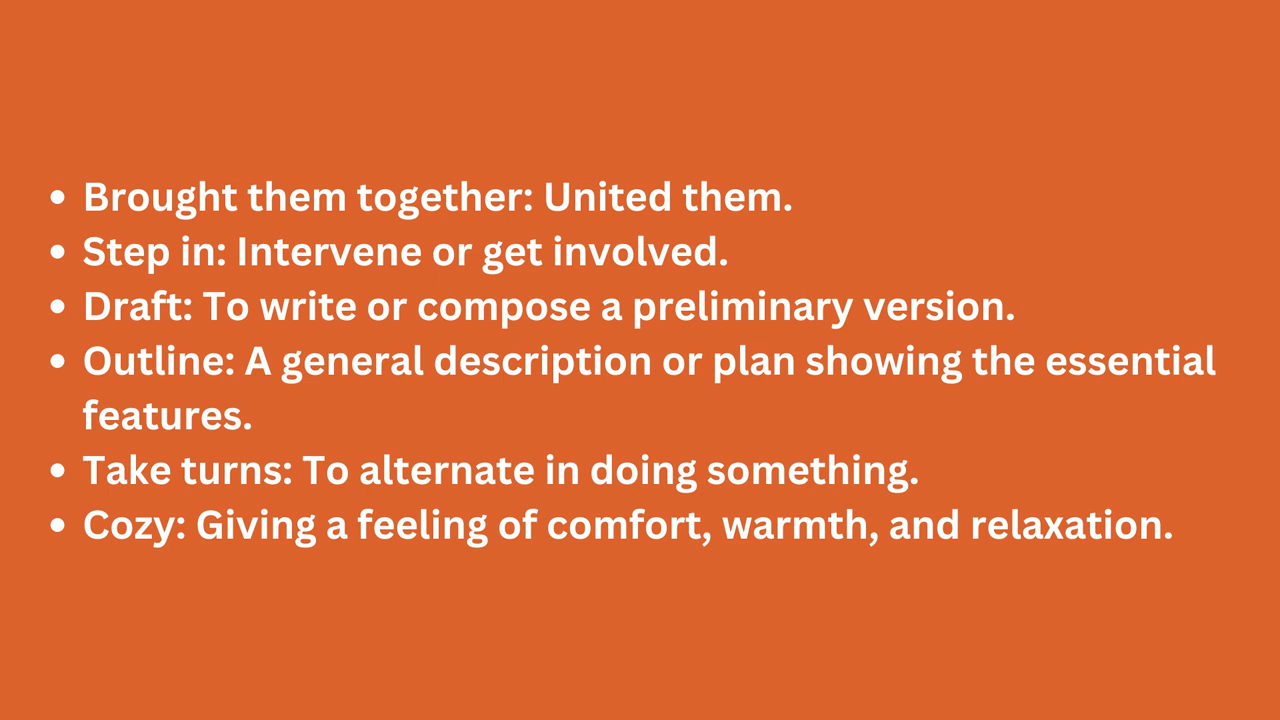 • Brought them together: United them.
• Step in: Intervene or get involved.
• Draft: To write or compose a preliminary version.
• Outline: A general description or plan showing the essential
features.
• Take turns: To alternate in doing something.
• Cozy: Giving a feeling of comfort, warmth, and relaxation.